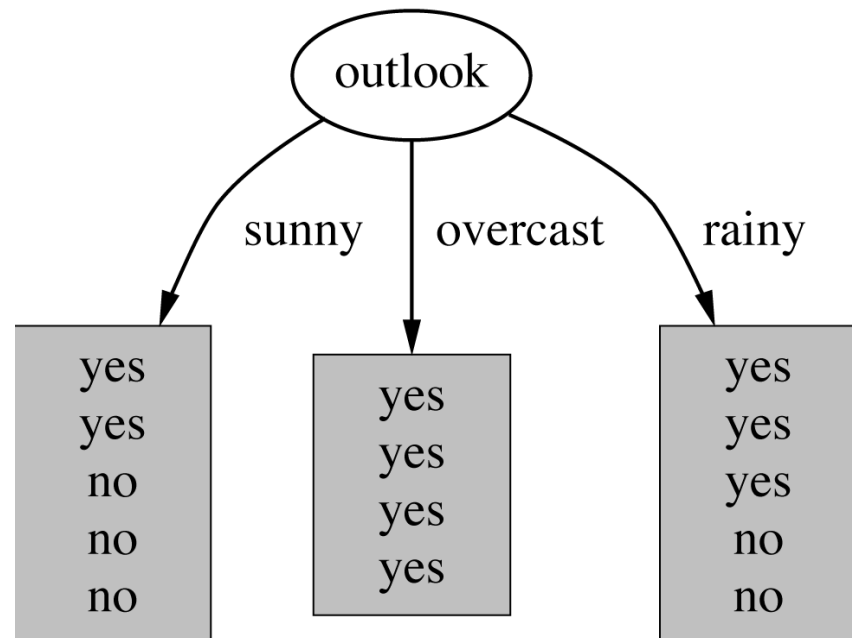 outlook
sunny
overcast
rainy
yes
yes
no
no
no
yes
yes
yes
yes
yes
yes
yes
no
no